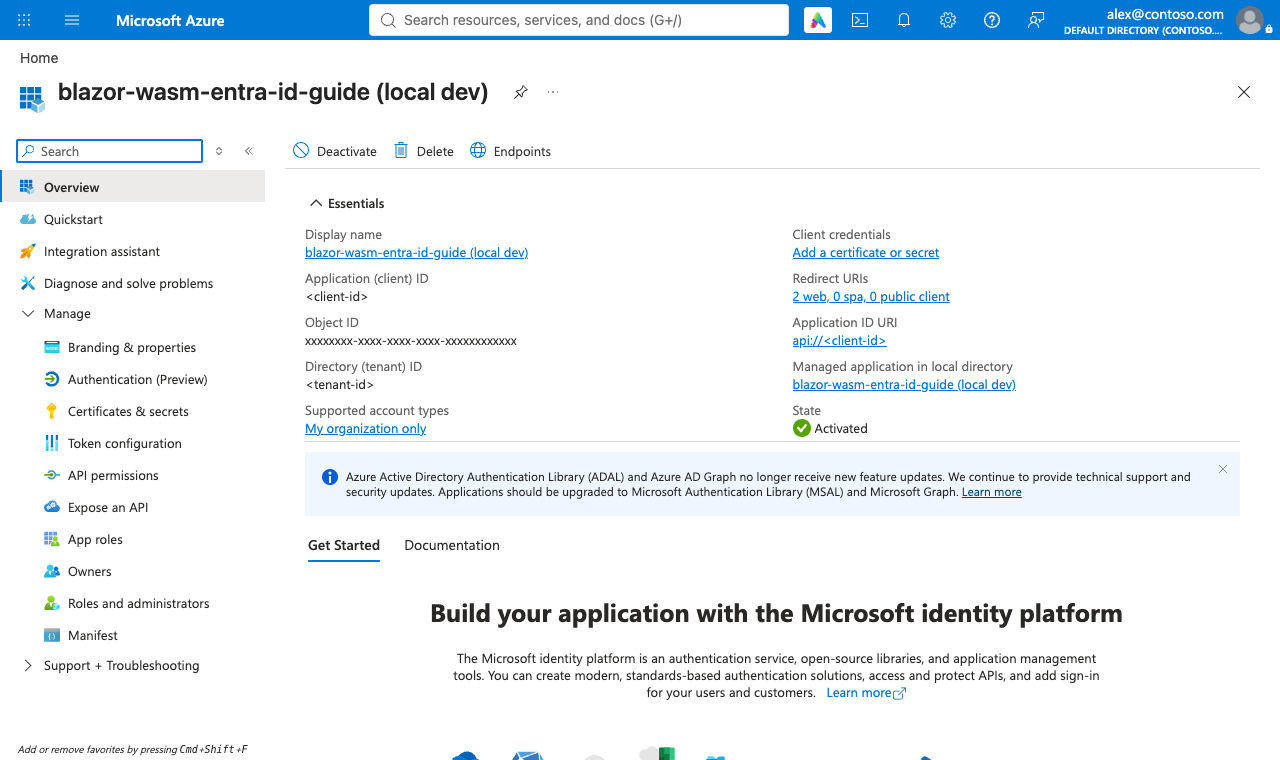 Microsoft Azure
Search resources, services, and docs (G+/)
alex@contoso.com
DEFAULT DIRECTORY (CONTOSO....
Home
blazor-wasm-entra-id-guide (local dev)
Search
Deactivate
Delete
Endpoints
Overview
Quickstart
Integration assistant
Diagnose and solve problems
Manage
Branding & properties
Authentication (Preview)
Certificates & secrets
Token configuration
API permissions
Expose an API
App roles
Owners
Roles and administrators
Manifest
Support + Troubleshooting
Add or remove favorites by pressing Cmd+Shift+F
Essentials
Display name
blazor-wasm-entra-id-guide (local dev)
Application (client) ID
<client-id>
Object ID
xxxxxxxx-xxxx-xxxx-xxxx-xxxxxxxxxxxx
Directory (tenant) ID
<tenant-id>
Supported account types
My organization only
Client credentials
Add a certificate or secret
Redirect URIs
2 web, 0 spa, 0 public client
Application ID URI
api://<client-id>
Managed application in local directory
blazor-wasm-entra-id-guide (local dev)
State
Activated
Azure Active Directory Authentication Library (ADAL) and Azure AD Graph no longer receive new feature updates. We continue to provide technical support and
security updates. Applications should be upgraded to Microsoft Authentication Library (MSAL) and Microsoft Graph. Learn more
Get Started
Documentation
Build your application with the Microsoft identity platform
The Microsoft identity platform is an authentication service, open-source libraries, and application management
tools. You can create modern, standards-based authentication solutions, access and protect APIs, and add sign-in
for your users and customers. Learn more